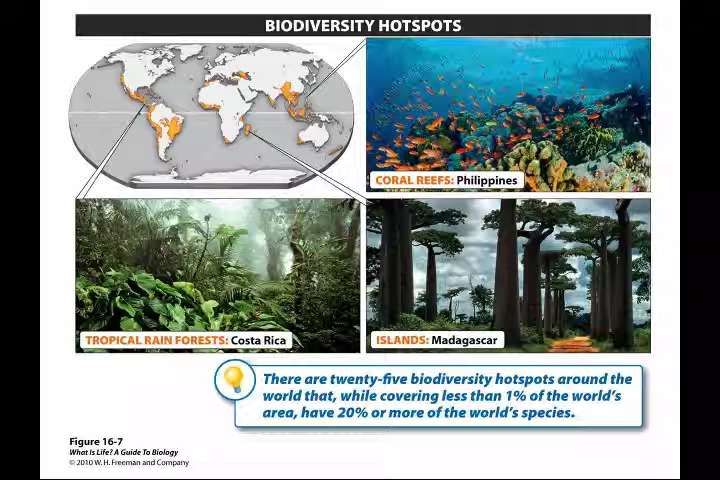 BIODIVERSITY HOTSPOTS
CORAL REEFS: Philippines
TROPICAL RAIN FORESTS: Costa Rica
ISLANDS: Madagascar
There are twenty-five biodiversity hotspots around the
world that, while covering less than 1% of the world's
area, have 20% or more of the world's species.
Figure 16-7
What Is Life? A Guide To Biology
© 2010 W. H. Freeman and Company